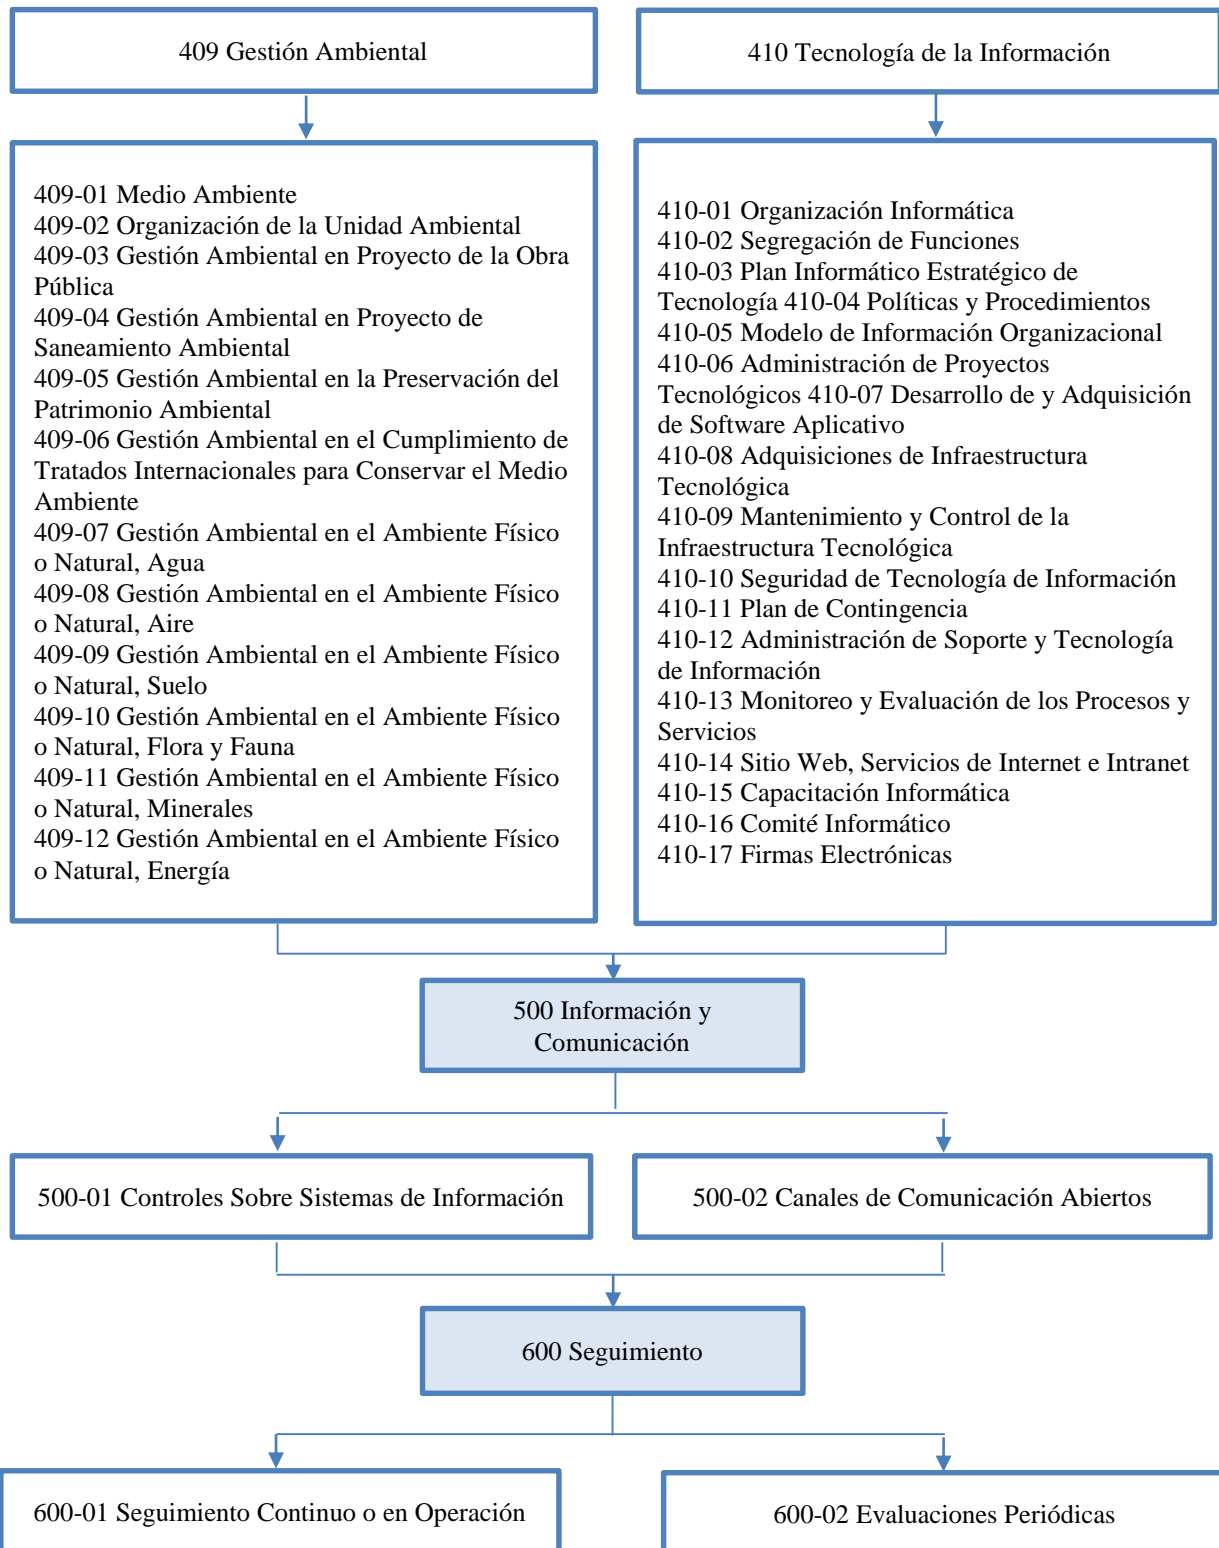 409 Gestión Ambiental
410 Tecnología de la Información
409-01 Medio Ambiente
409-02 Organización de la Unidad Ambiental
409-03 Gestión Ambiental en Proyecto de la Obra
Pública
409-04 Gestión Ambiental en Proyecto de
Saneamiento Ambiental
409-05 Gestión Ambiental en la Preservación del
Patrimonio Ambiental
409-06 Gestión Ambiental en el Cumplimiento de
Tratados Internacionales para Conservar el Medio
Ambiente
409-07 Gestión Ambiental en el Ambiente Físico
o Natural, Agua
409-08 Gestión Ambiental en el Ambiente Físico
o Natural, Aire
409-09 Gestión Ambiental en el Ambiente Físico
o Natural, Suelo
409-10 Gestión Ambiental en el Ambiente Físico
o Natural, Flora y Fauna
409-11 Gestión Ambiental en el Ambiente Físico
o Natural, Minerales
409-12 Gestión Ambiental en el Ambiente Físico
o Natural, Energía
410-01 Organización Informática
410-02 Segregación de Funciones
410-03 Plan Informático Estratégico de
Tecnología 410-04 Políticas y Procedimientos
410-05 Modelo de Información Organizacional
410-06 Administración de Proyectos
Tecnológicos 410-07 Desarrollo de y Adquisición
de Software Aplicativo
410-08 Adquisiciones de Infraestructura
Tecnológica
410-09 Mantenimiento y Control de la
Infraestructura Tecnológica
410-10 Seguridad de Tecnología de Información
410-11 Plan de Contingencia
410-12 Administración de Soporte y Tecnología
de Información
410-13 Monitoreo y Evaluación de los Procesos y
Servicios
410-14 Sitio Web, Servicios de Internet e Intranet
410-15 Capacitación Informática
410-16 Comité Informático
410-17 Firmas Electrónicas
500 Información y
Comunicación
500-01 Controles Sobre Sistemas de Información
500-02 Canales de Comunicación Abiertos
600 Seguimiento
600-01 Seguimiento Continuo o en Operación
600-02 Evaluaciones Periódicas